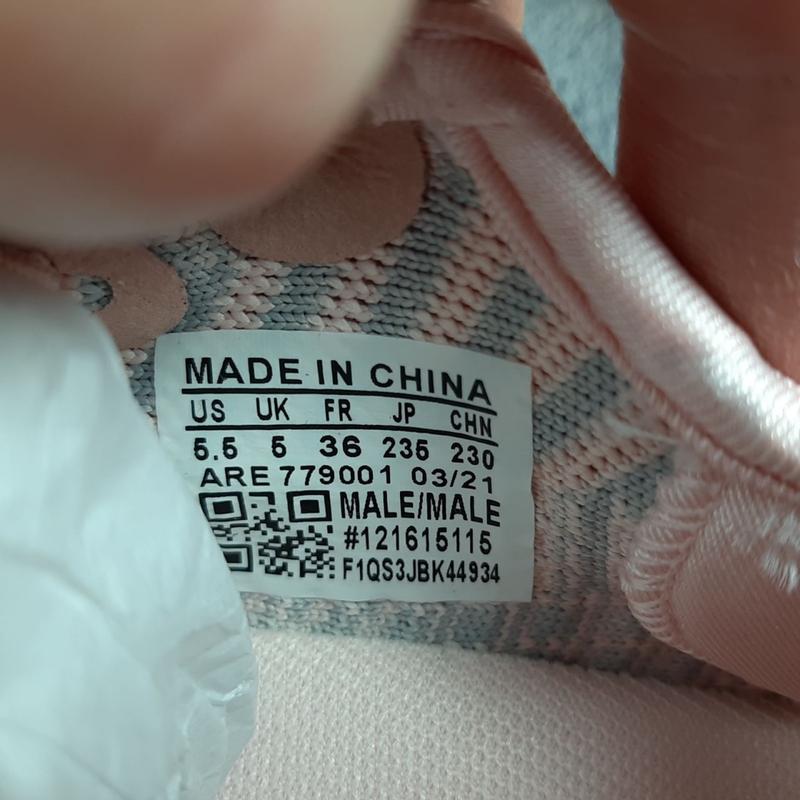 MADE IN CHINA
US UK FR JP CHN
5.5 5 36 235 230
ARE 779001 03/21
MALE/MALE
#121615115
F1QS3JBK44934